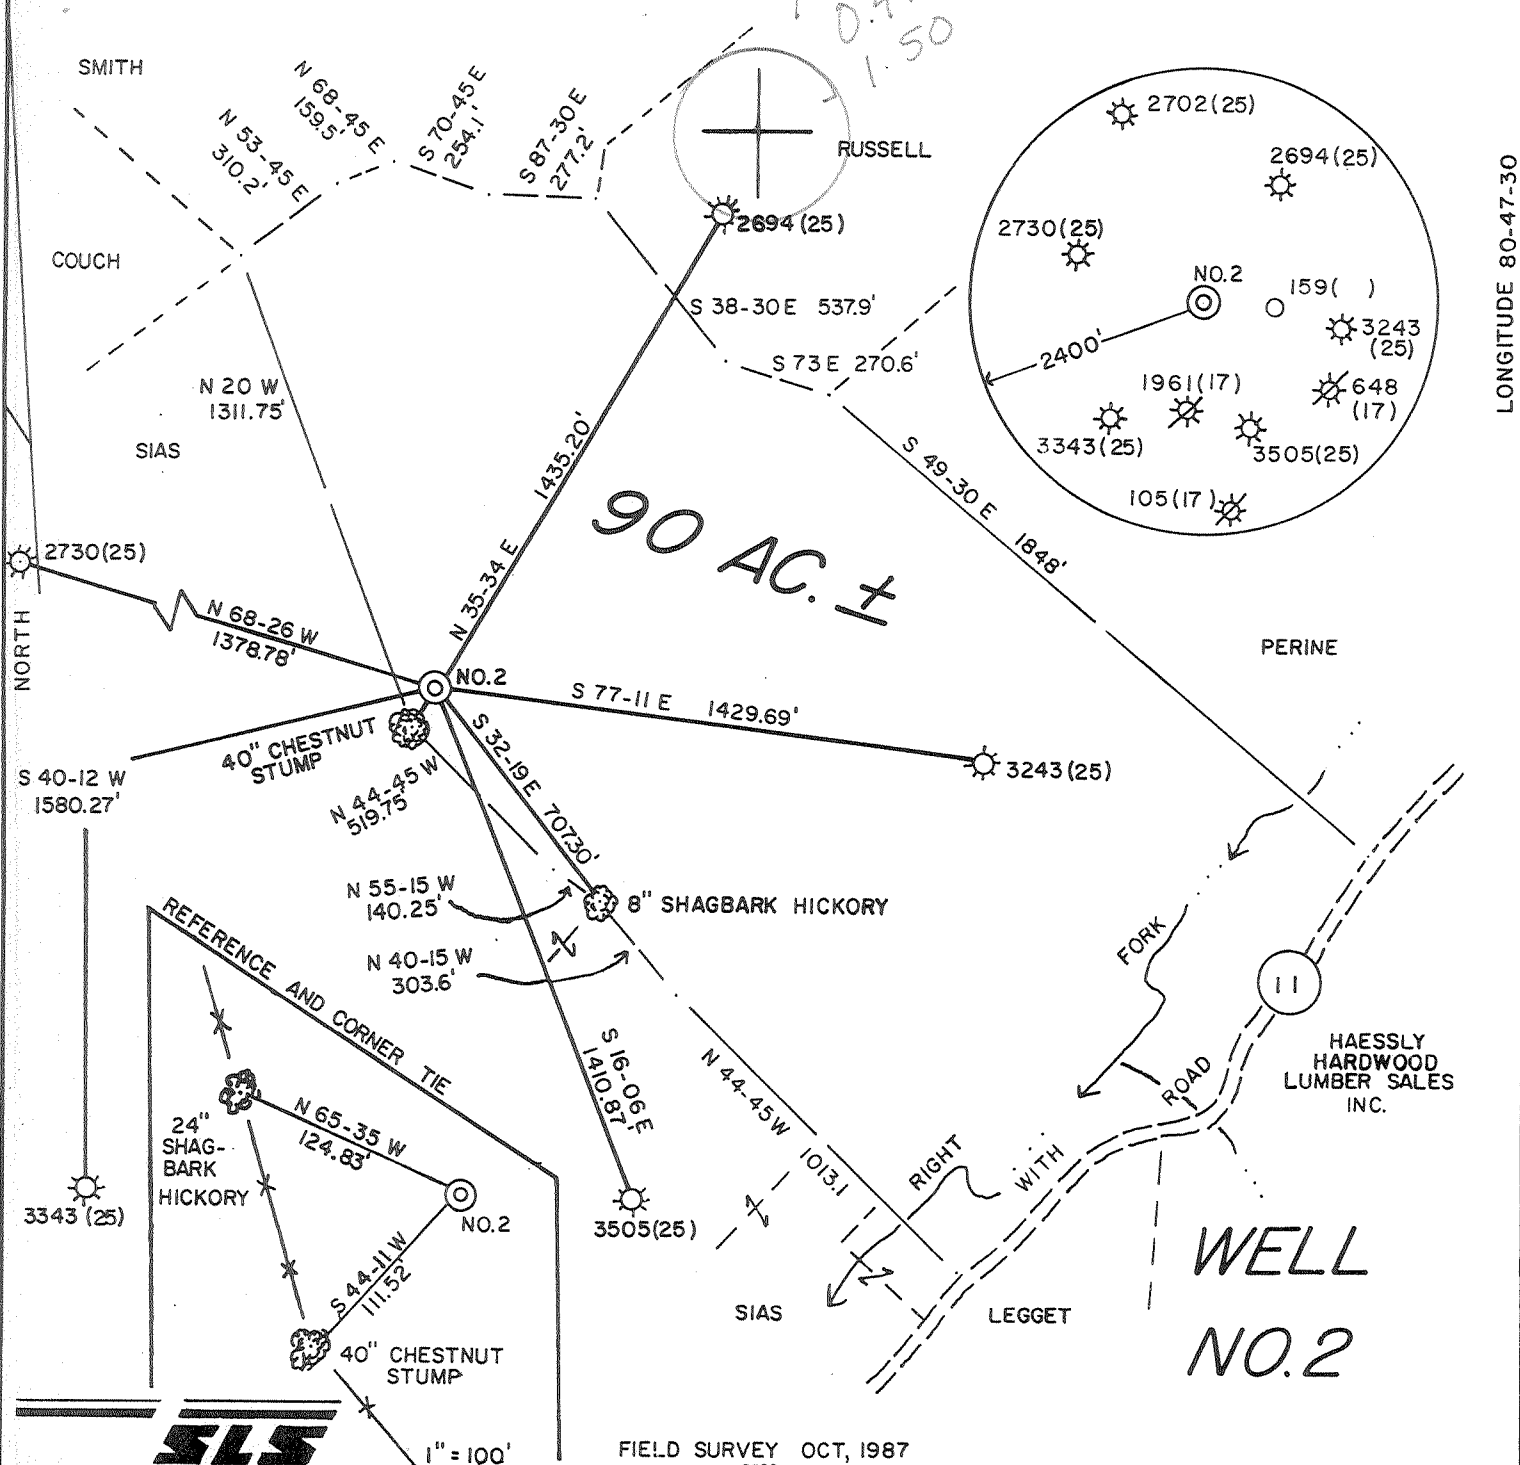 0.
1.50
SMITH
N 68-45 E
159.5'
S 70-45 E
254.1'
S 87-30 E
277.2'
N 53-45 E
310.2'
RUSSELL
2694 (25)
COUCH
S 38-30 E 537.9'
S 73 E 270.6'
N 20 W
1311.75'
SIAS
1435.20'
N 35-34 E
90 AC. ±
S 49-30 E 1848'
2702 (25)
2694 (25)
2730 (25)
NO.2
159( )
3243
(25)
2400'
1961 (17)
648
(17)
3343 (25)
3505 (25)
105 (17)
LONGITUDE 80-47-30
2730 (25)
NORTH
N 68-26 W
1378.78'
NO.2
S 77-11 E 1429.69'
3243 (25)
PERINE
40" CHESTNUT
STUMP
S 40-12 W
1580.27'
N 44-45 W
519.75'
S 32-19 E 707.30'
N 55-15 W
140.25'
8" SHAGBARK HICKORY
N 40-15 W
303.6'
S 16-06 E
1410.87'
N 44-45 W 1013.1
3343 (25)
3505 (25)
REFERENCE AND CORNER TIE
24"
SHAG-
BARK
HICKORY
N 65-35 W
124.83'
NO.2
S 44-11 W
111.52'
40" CHESTNUT
STUMP
1" = 100'
SLS
RIGHT
FORK
WITH
ROAD
11
HAESSLY
HARDWOOD
LUMBER SALES
INC.
SIAS
LEGGET
WELL
NO.2
FIELD SURVEY OCT, 1987